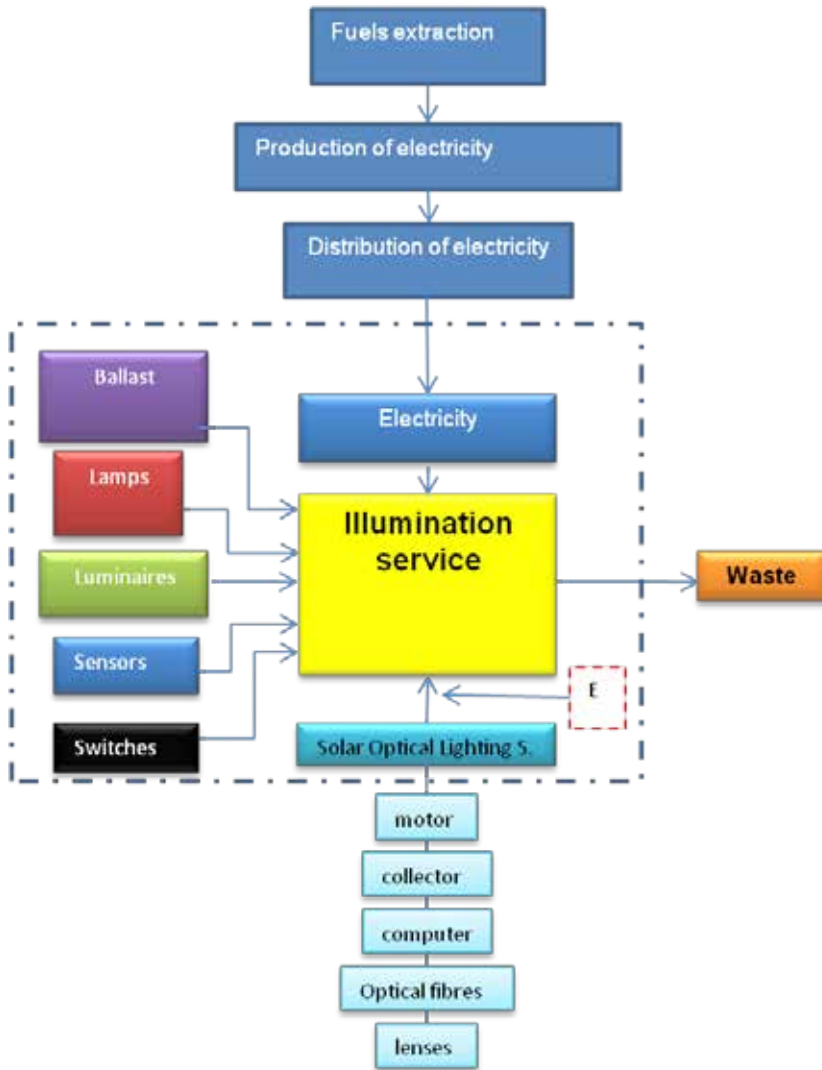 Fuels extraction
Production of electricity
Distribution of electricity
Ballast
Electricity
Lamps
Illumination
service
Luminaires
Waste
Sensors
E
Switches
Solar Optical Lighting S.
motor
collector
computer
Optical fibres
lenses